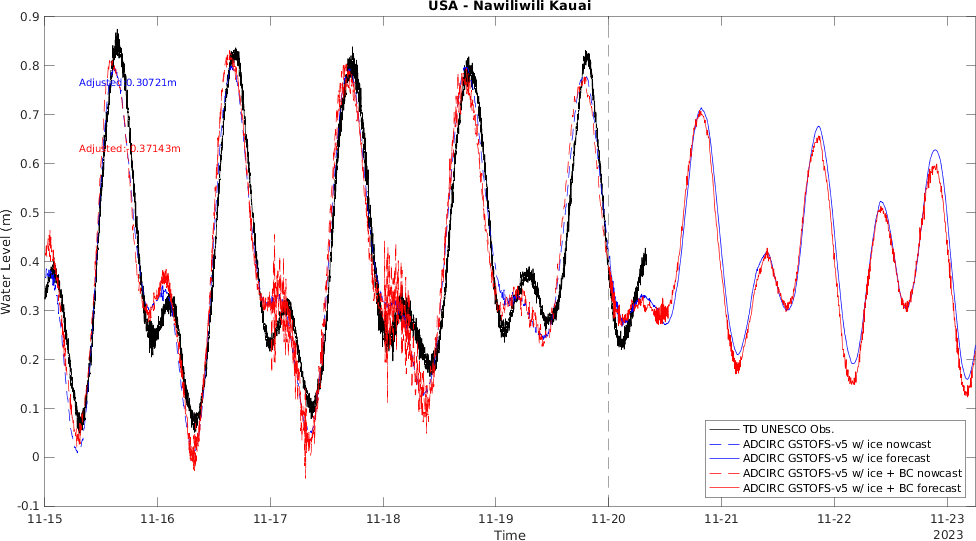 USA - Nawiliwili Kauai
0.9
0.8
0.7
0.6
0.5
0.4
0.3
0.2
0.1
0
-0.1
Water Level (m)
Adjusted:0.30721m
Adjusted: 0.37143m
TD UNESCO Obs.
ADCIRC GSTOFS-v5 w/ ice nowcast
ADCIRC GSTOFS-v5 w/ ice forecast
ADCIRC GSTOFS-v5 w/ ice + BC nowcast
ADCIRC GSTOFS-v5 w/ ice + BC forecast
11-15 11-16 11-17 11-18 11-19 11-20 11-21 11-22 11-23
Time
2023